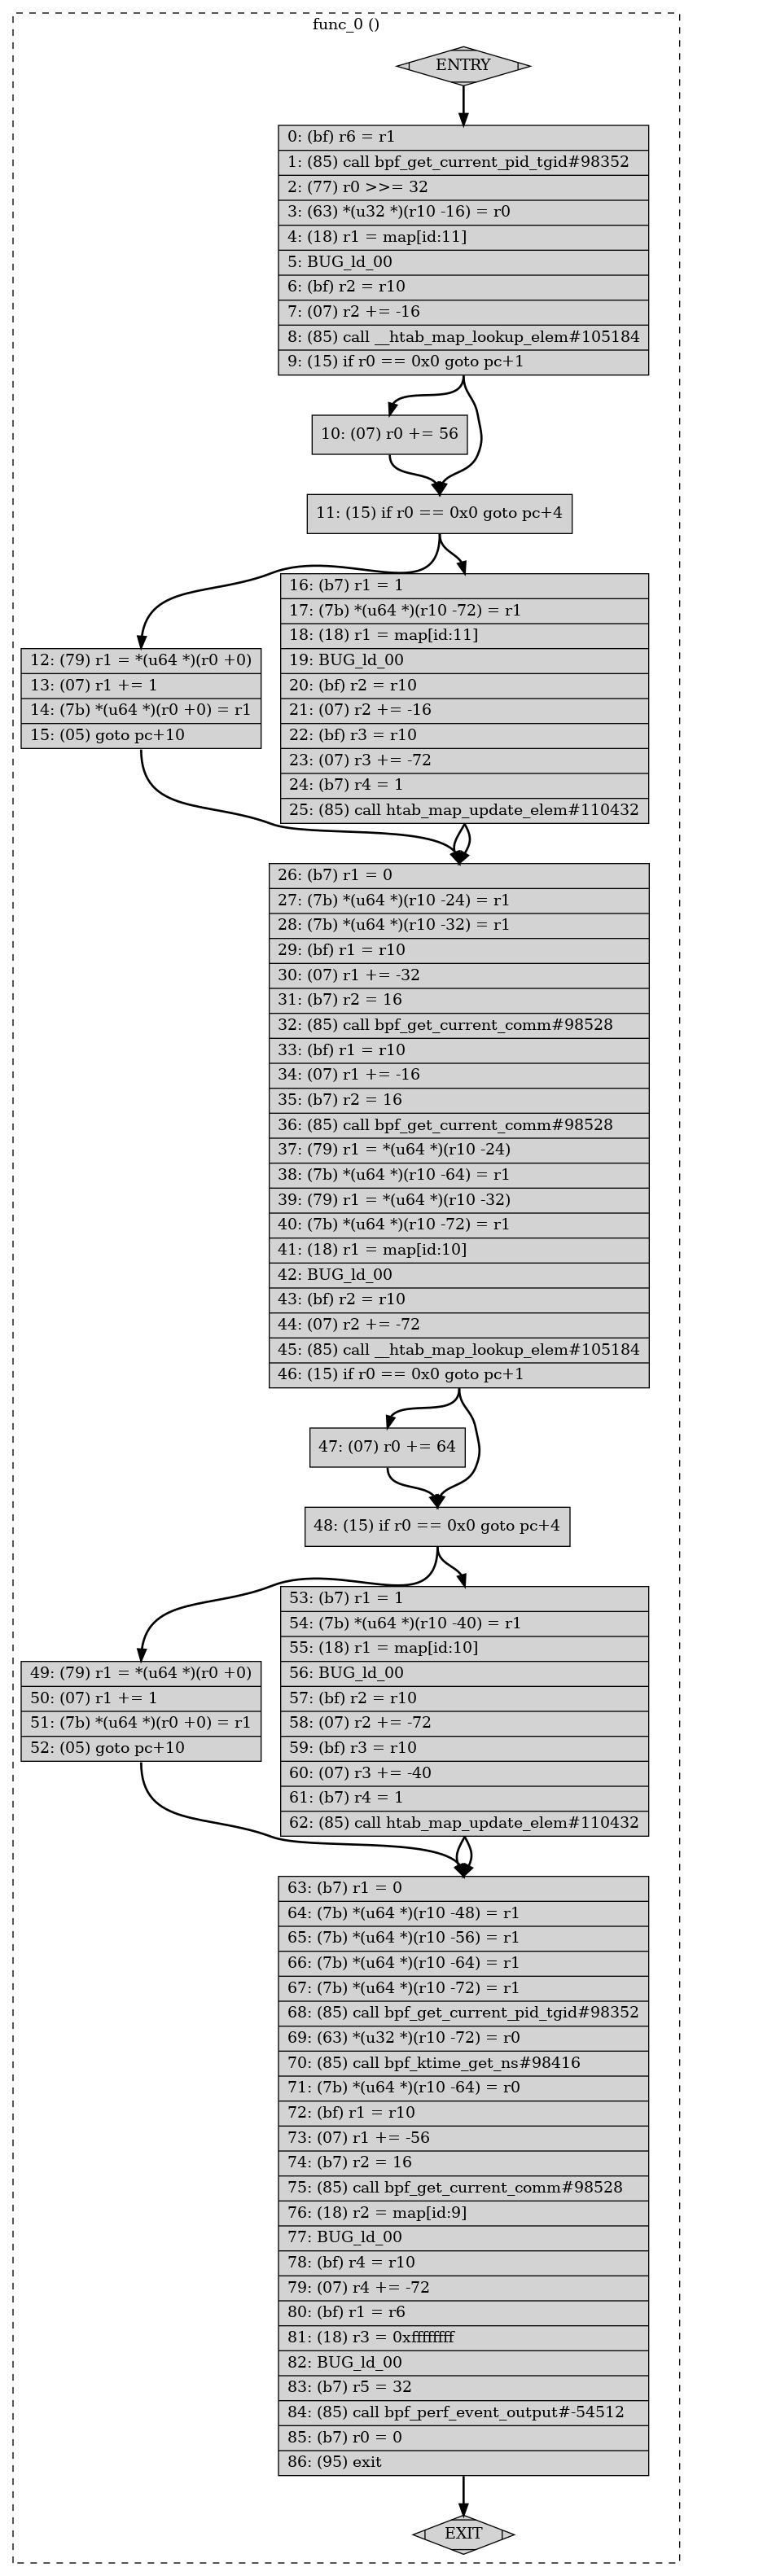 func_0 ()
ENTRY
0: (bf) r6 = r1
1: (85) call bpf_get_current_pid_tgid#98352
2: (77) r0 >>= 32
3: (63) *(u32 *)(r10 -16) = r0
4: (18) r1 = map[id:11]
5: BUG_ld_00
6: (bf) r2 = r10
7: (07) r2 += -16
8: (85) call __htab_map_lookup_elem#105184
9: (15) if r0 == 0x0 goto pc+1
10: (07) r0 += 56
11: (15) if r0 == 0x0 goto pc+4
12: (79) r1 = *(u64 *)(r0 +0)
13: (07) r1 += 1
14: (7b) *(u64 *)(r0 +0) = r1
15: (05) goto pc+10
16: (b7) r1 = 1
17: (7b) *(u64 *)(r10 -72) = r1
18: (18) r1 = map[id:11]
19: BUG_ld_00
20: (bf) r2 = r10
21: (07) r2 += -16
22: (bf) r3 = r10
23: (07) r3 += -72
24: (b7) r4 = 1
25: (85) call htab_map_update_elem#110432
26: (b7) r1 = 0
27: (7b) *(u64 *)(r10 -24) = r1
28: (7b) *(u64 *)(r10 -32) = r1
29: (bf) r1 = r10
30: (07) r1 += -32
31: (b7) r2 = 16
32: (85) call bpf_get_current_comm#98528
33: (bf) r1 = r10
34: (07) r1 += -16
35: (b7) r2 = 16
36: (85) call bpf_get_current_comm#98528
37: (79) r1 = *(u64 *)(r10 -24)
38: (7b) *(u64 *)(r10 -64) = r1
39: (79) r1 = *(u64 *)(r10 -32)
40: (7b) *(u64 *)(r10 -72) = r1
41: (18) r1 = map[id:10]
42: BUG_ld_00
43: (bf) r2 = r10
44: (07) r2 += -72
45: (85) call __htab_map_lookup_elem#105184
46: (15) if r0 == 0x0 goto pc+1
47: (07) r0 += 64
48: (15) if r0 == 0x0 goto pc+4
49: (79) r1 = *(u64 *)(r0 +0)
50: (07) r1 += 1
51: (7b) *(u64 *)(r0 +0) = r1
52: (05) goto pc+10
53: (b7) r1 = 1
54: (7b) *(u64 *)(r10 -40) = r1
55: (18) r1 = map[id:10]
56: BUG_ld_00
57: (bf) r2 = r10
58: (07) r2 += -72
59: (bf) r3 = r10
60: (07) r3 += -40
61: (b7) r4 = 1
62: (85) call htab_map_update_elem#110432
63: (b7) r1 = 0
64: (7b) *(u64 *)(r10 -48) = r1
65: (7b) *(u64 *)(r10 -56) = r1
66: (7b) *(u64 *)(r10 -64) = r1
67: (7b) *(u64 *)(r10 -72) = r1
68: (85) call bpf_get_current_pid_tgid#98352
69: (63) *(u32 *)(r10 -72) = r0
70: (85) call bpf_ktime_get_ns#98416
71: (7b) *(u64 *)(r10 -64) = r0
72: (bf) r1 = r10
73: (07) r1 += -56
74: (b7) r2 = 16
75: (85) call bpf_get_current_comm#98528
76: (18) r2 = map[id:9]
77: BUG_ld_00
78: (bf) r4 = r10
79: (07) r4 += -72
80: (bf) r1 = r6
81: (18) r3 = 0xffffffff
82: BUG_ld_00
83: (b7) r5 = 32
84: (85) call bpf_perf_event_output#-54512
85: (b7) r0 = 0
86: (95) exit
EXIT